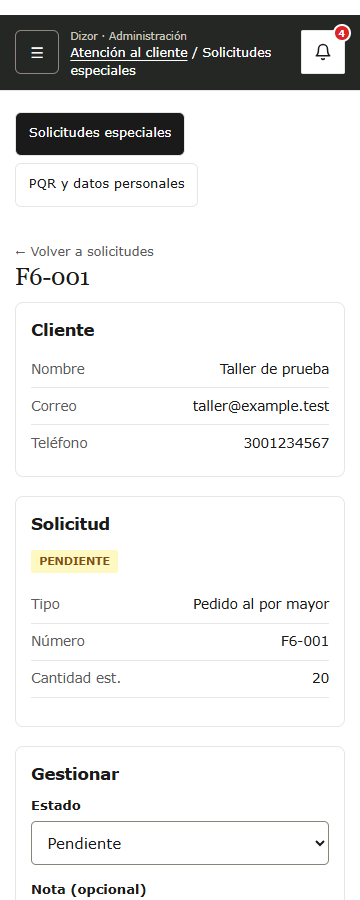 Dizor · Administración
Atención al cliente / Solicitudes
especiales
4
Solicitudes especiales
PQR y datos personales
← Volver a solicitudes
F6-001
Cliente
Nombre Taller de prueba
Correo taller@example.test
Teléfono 3001234567
Solicitud
PENDIENTE
Tipo Pedido al por mayor
Número F6-001
Cantidad est. 20
Gestionar
Estado
Pendiente
Nota (opcional)